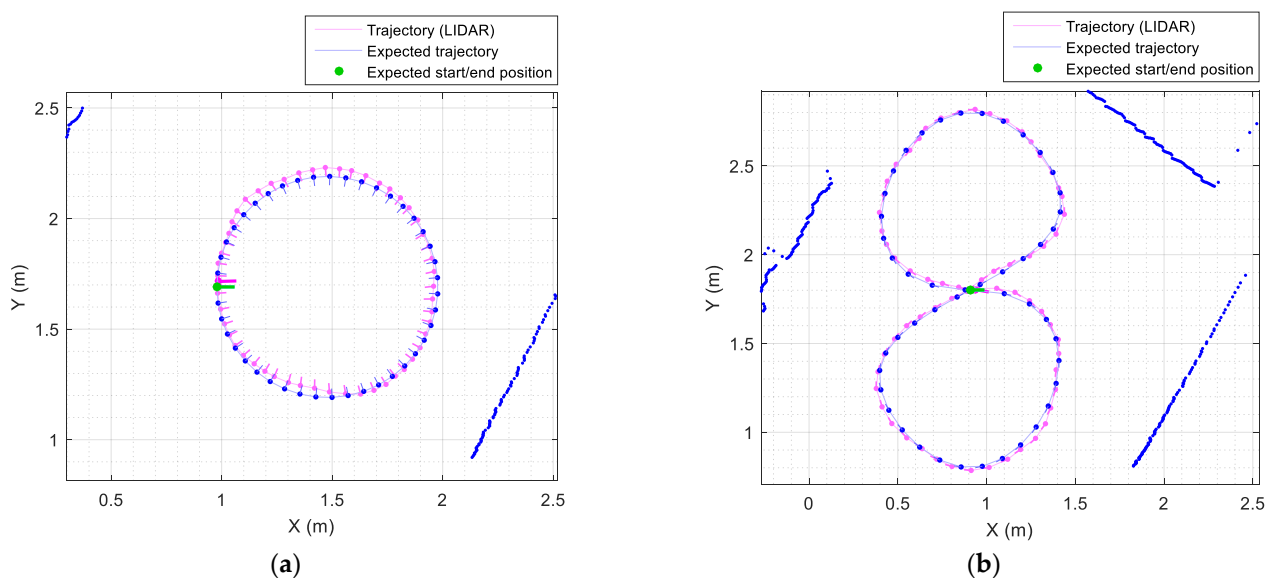 Trajectory (LIDAR)
Expected trajectory
Expected start/end position
2.5
2
1.5
1
Y (m)
0.5
1
1.5
2
2.5
X (m)
(a)
Trajectory (LIDAR)
Expected trajectory
Expected start/end position
2.5
2
1.5
1
Y (m)
0
0.5
1
1.5
2
2.5
X (m)
(b)